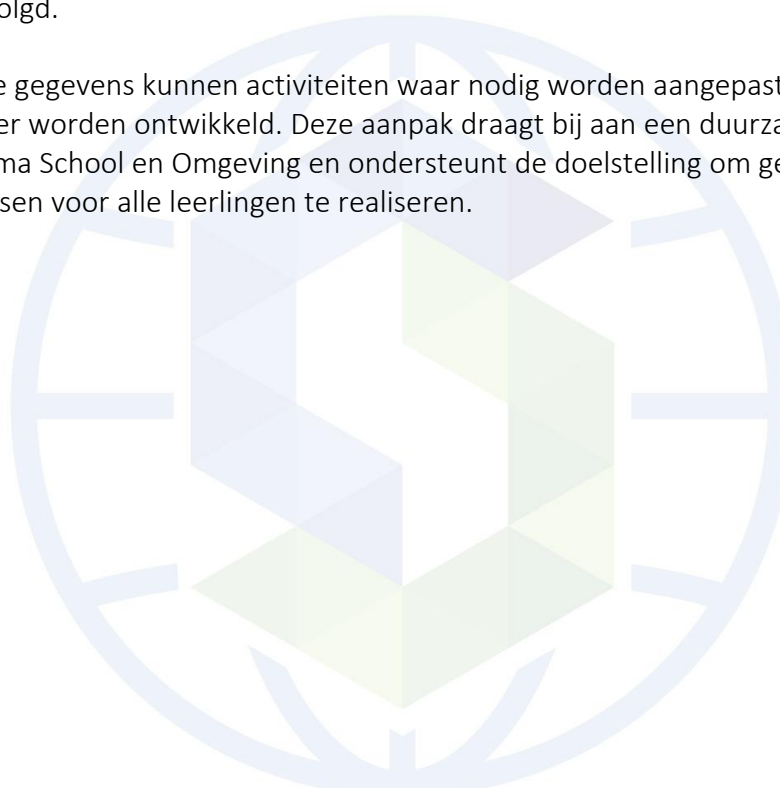 olgd.
e gegevens kunnen activiteiten waar nodig worden aangepast
er worden ontwikkeld. Deze aanpak draagt bij aan een duurza
ma School en Omgeving en ondersteunt de doelstelling om ge
sen voor alle leerlingen te realiseren.